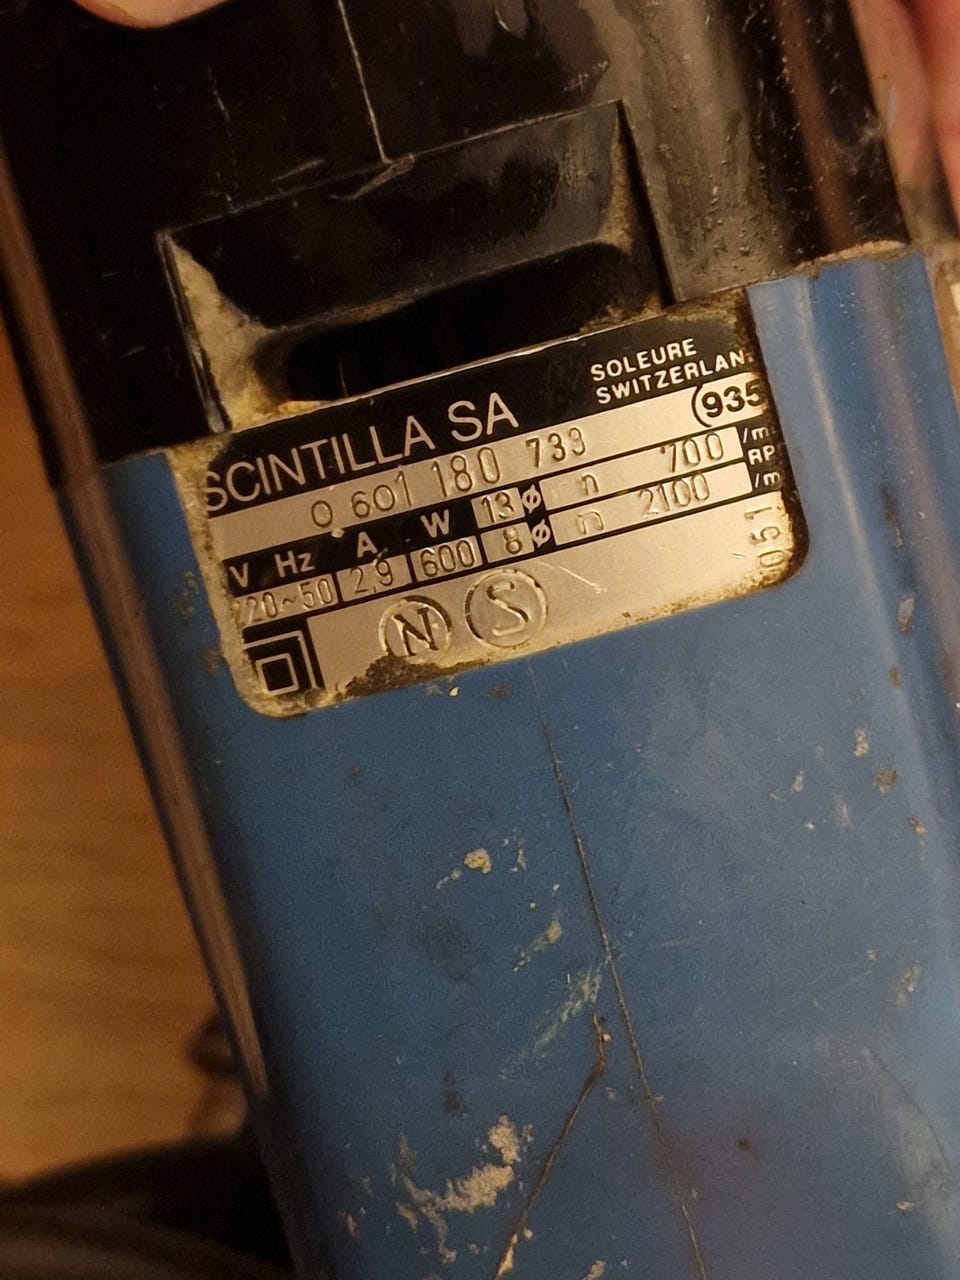 SCINTILLA SA
SOLEURE
SWITZERLAN
0 601 180 733
(935
V Hz A W 13ø n 700 /m
RP
220~50 2,9 600 8ø n 2100 /m
N S
051